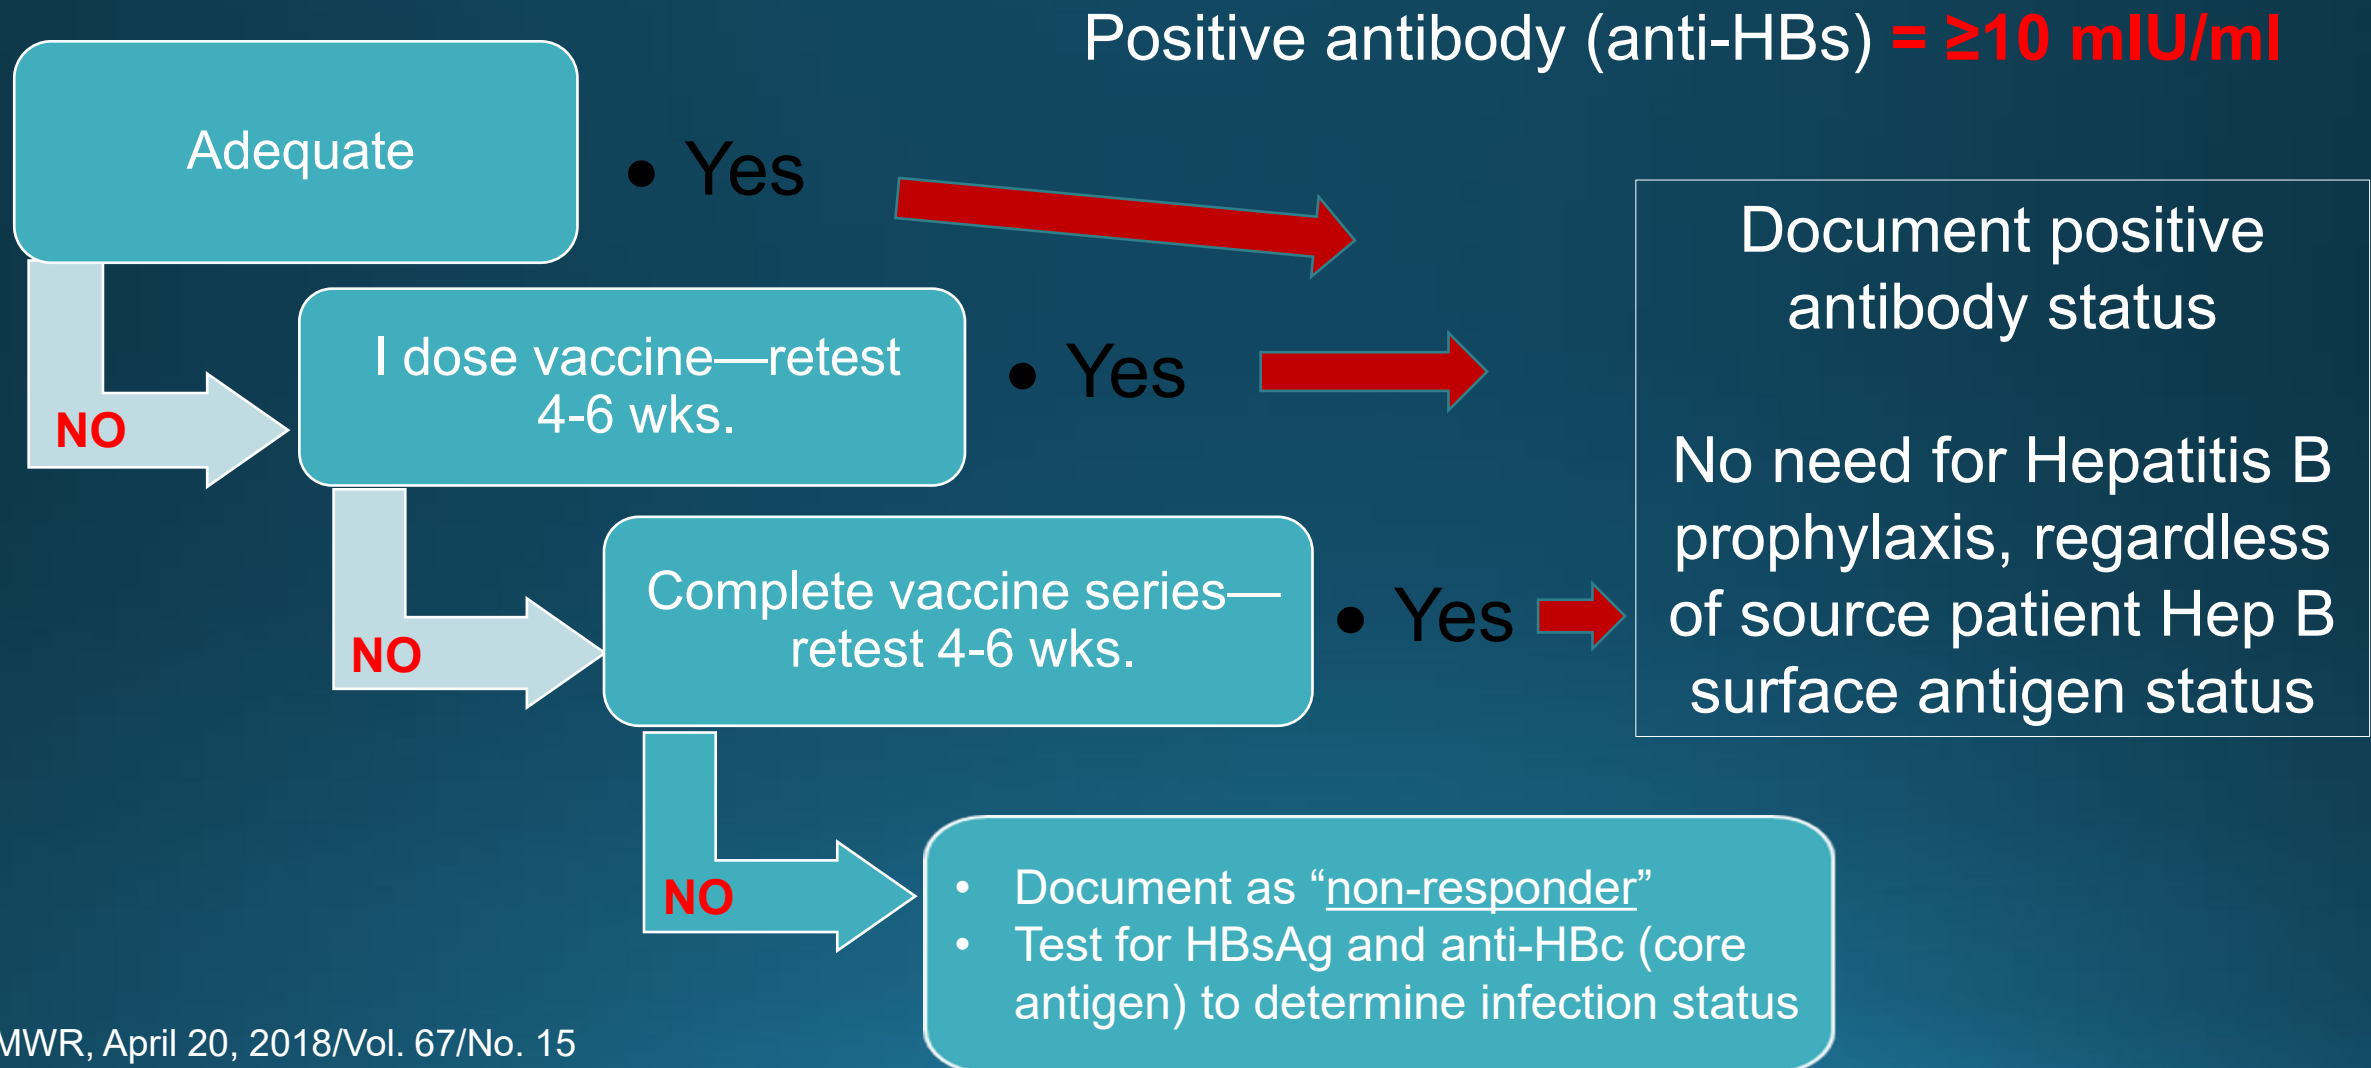 Positive antibody (anti-HBs) = ≥10 mIU/ml
Adequate
• Yes
NO
I dose vaccine—retest
4-6 wks.
• Yes
NO
Complete vaccine series—
retest 4-6 wks.
• Yes
Document positive
antibody status
No need for Hepatitis B
prophylaxis, regardless
of source patient Hep B
surface antigen status
NO
• Document as “non-responder”
• Test for HBsAg and anti-HBc (core
antigen) to determine infection status
MWR, April 20, 2018/Vol. 67/No. 15